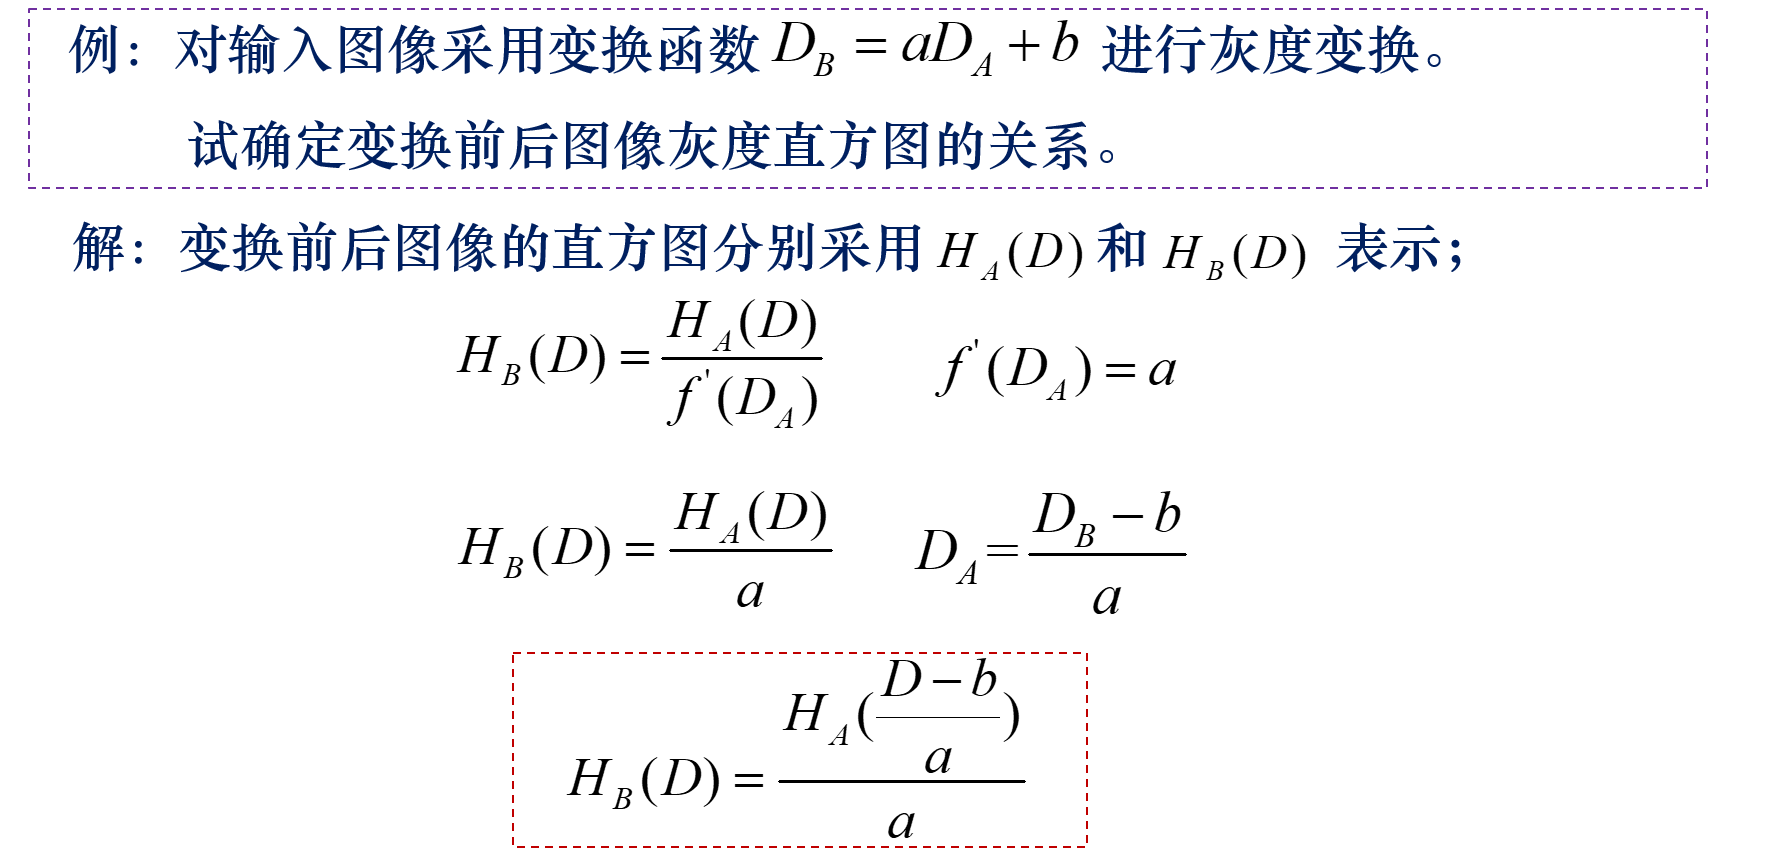 例：对输入图像采用变换函数 D_B = aD_A + b 进行灰度变换。
试确定变换前后图像灰度直方图的关系。
解：变换前后图像的直方图分别采用 H_A(D) 和 H_B(D) 表示；
H_B(D) = \frac{H_A(D)}{f'(D_A)} f'(D_A) = a
H_B(D) = \frac{H_A(D)}{a} D_A = \frac{D_B - b}{a}
H_B(D) = \frac{H_A(\frac{D - b}{a})}{a}